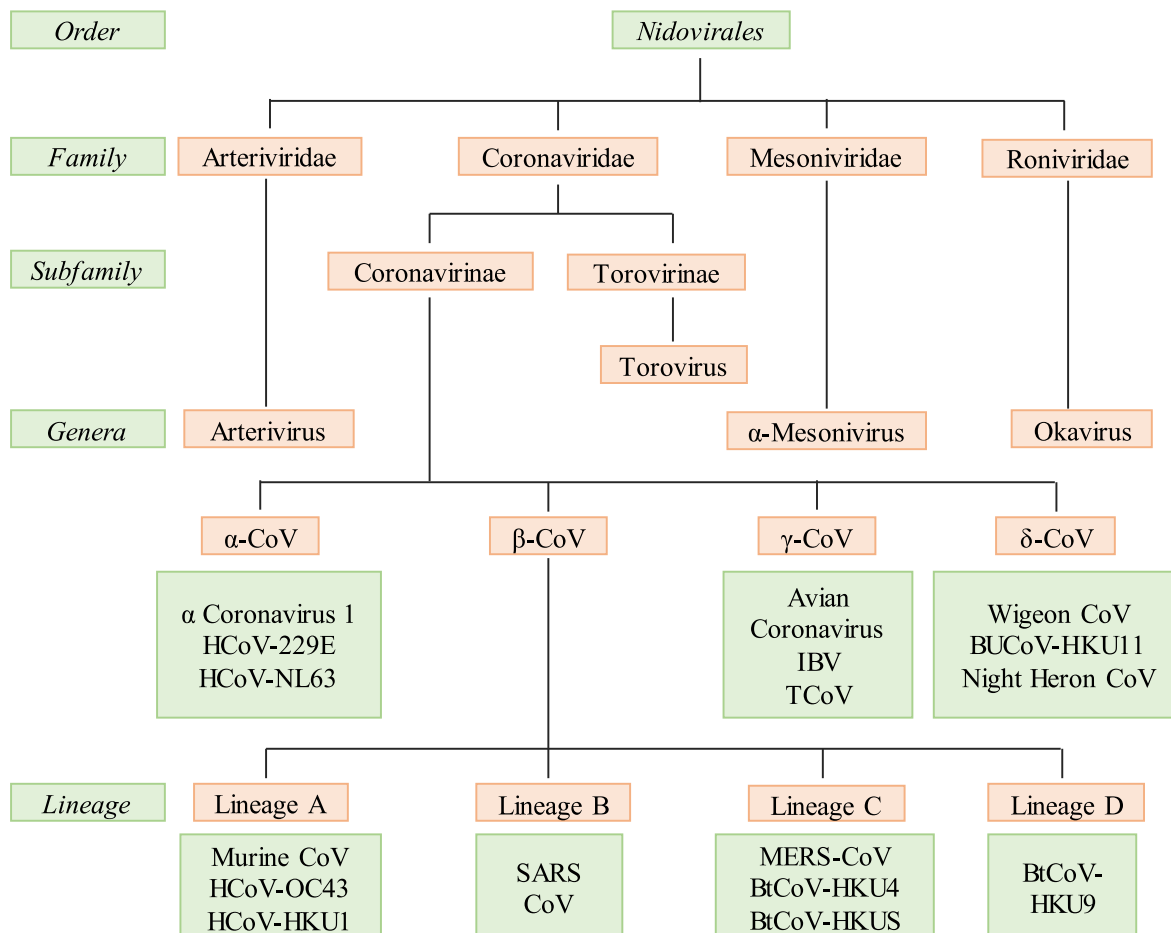 Order
Nidovirales
Family
Arteriviridae
Coronaviridae
Mesoniviridae
Roniviridae
Subfamily
Coronavirinae
Torovirinae
Torovirus
Genera
Arterivirus
α-Mesonivirus
Okavirus
α-CoV
β-CoV
γ-CoV
δ-CoV
α Coronavirus 1
HCoV-229E
HCoV-NL63
Avian
Coronavirus
IBV
TCoV
Wigeon CoV
BUCoV-HKU11
Night Heron CoV
Lineage
Lineage A
Lineage B
Lineage C
Lineage D
Murine CoV
HCoV-OC43
HCoV-HKU1
SARS
CoV
MERS-CoV
BtCoV-HKU4
BtCoV-HKUS
BtCoV-
HKU9